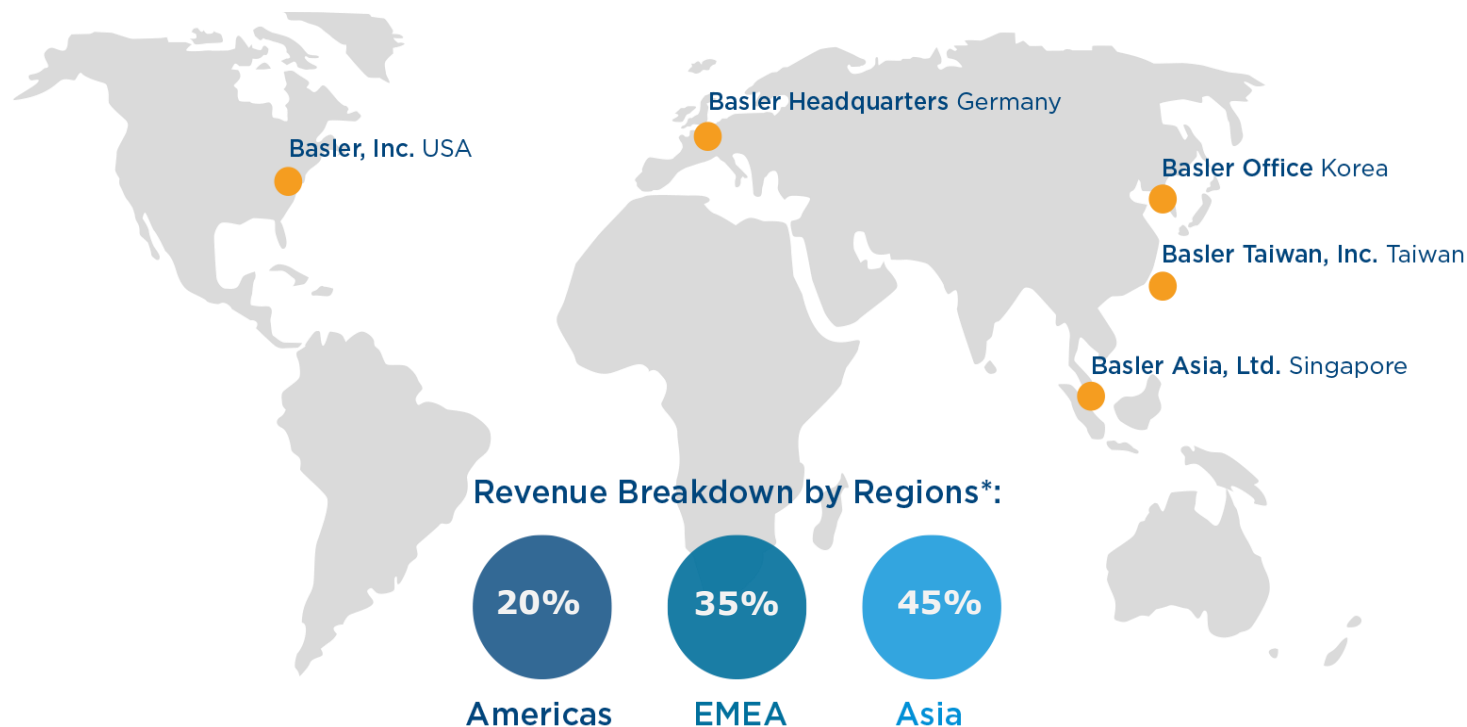 Basler Headquarters Germany
Basler, Inc. USA
Basler Office Korea
Basler Taiwan, Inc. Taiwan
Basler Asia, Ltd. Singapore
Revenue Breakdown by Regions*:
20% 35% 45%
Americas EMEA Asia